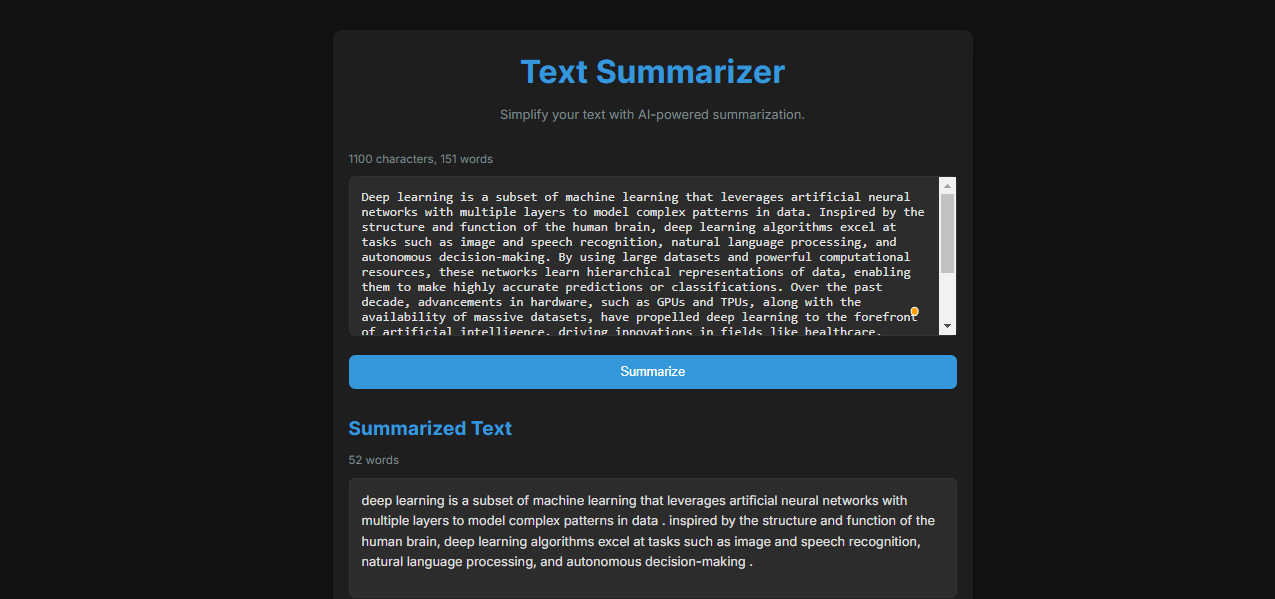 Text Summarizer
Simplify your text with AI-powered summarization.
1100 characters, 151 words
Deep learning is a subset of machine learning that leverages artificial neural
networks with multiple layers to model complex patterns in data. Inspired by the
structure and function of the human brain, deep learning algorithms excel at
tasks such as image and speech recognition, natural language processing, and
autonomous decision-making. By using large datasets and powerful computational
resources, these networks learn hierarchical representations of data, enabling
them to make highly accurate predictions or classifications. Over the past
decade, advancements in hardware, such as GPUs and TPUs, along with the
availability of massive datasets, have propelled deep learning to the forefront
of artificial intelligence, driving innovations in fields like healthcare,
Summarize
Summarized Text
52 words
deep learning is a subset of machine learning that leverages artificial neural networks with
multiple layers to model complex patterns in data . inspired by the structure and function of the
human brain, deep learning algorithms excel at tasks such as image and speech recognition,
natural language processing, and autonomous decision-making .